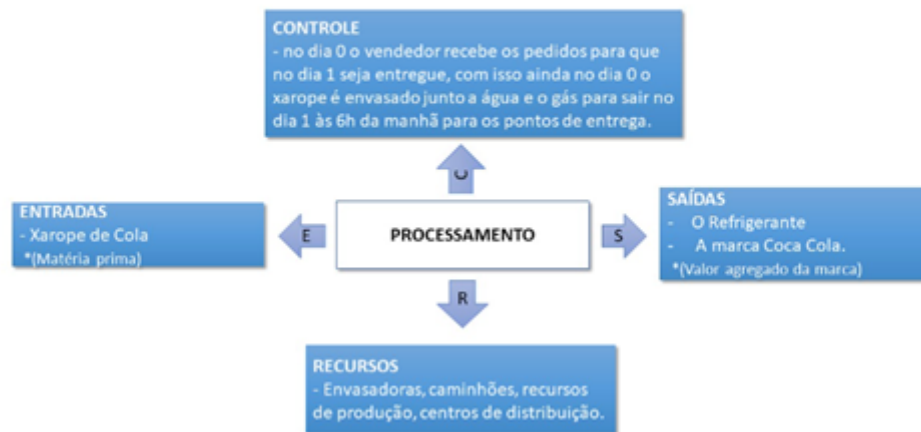 CONTROLE
- no dia 0 o vendedor recebe os pedidos para que
no dia 1 seja entregue, com isso ainda no dia 0 o
xarope é envasado junto a água e o gás para sair no
dia 1 às 6h da manhã para os pontos de entrega.
C
ENTRADAS
- Xarope de Cola
*(Matéria prima)
E
PROCESSAMENTO
S
SAÍDAS
- O Refrigerante
- A marca Coca Cola.
*(Valor agregado da marca)
R
RECURSOS
- Envasadoras, caminhões, recursos
de produção, centros de distribuição.